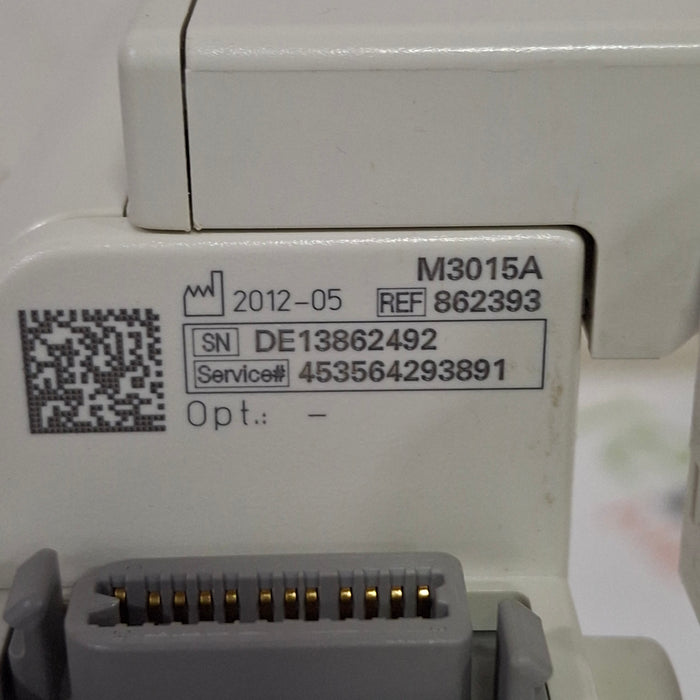 M3015A
2012-05 REF 862393
SN DE13862492
Service# 453564293891
Opt.: –